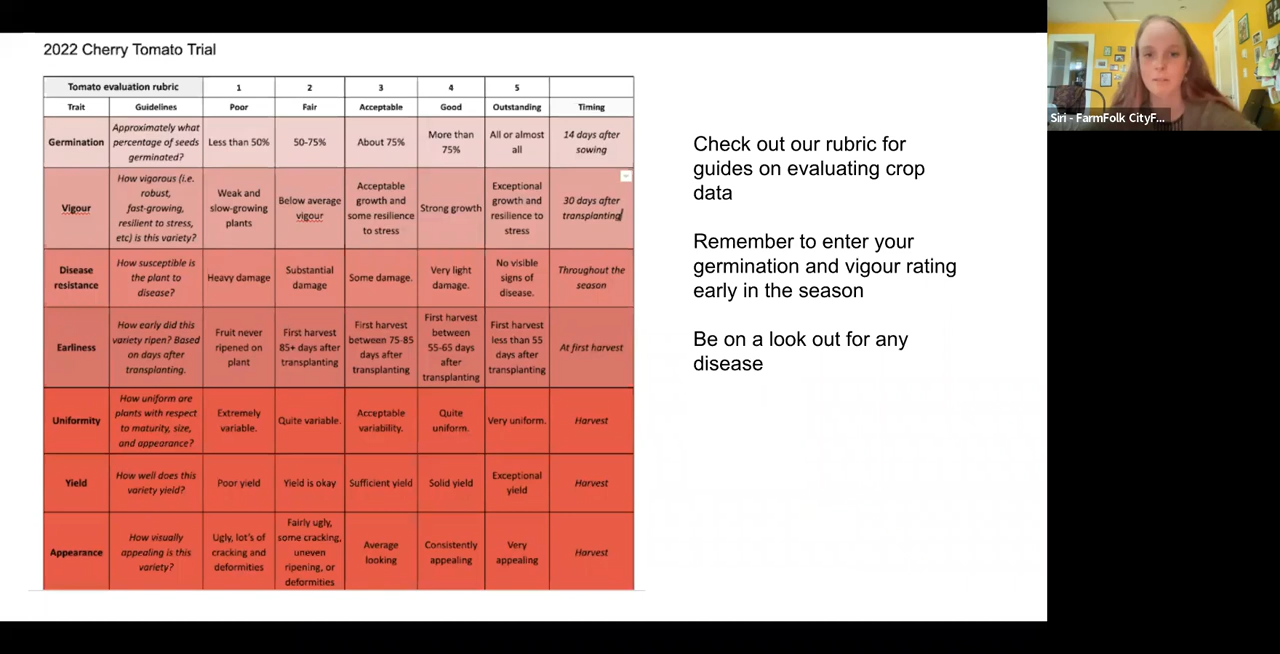 2022 Cherry Tomato Trial
Tomato evaluation rubric 1 2 3 4 5
Trait Guidelines Poor Fair Acceptable Good Outstanding Timing
Germination
Approximately what
percentage of seeds
germinated?
Less than 50%
50-75%
About 75%
More than
75%
All or almost
all
14 days after
sowing
Vigour
How vigorous (i.e.
robust,
fast-growing,
resilient to stress,
etc) is this variety?
Weak and
slow-growing
plants
Below average
vigour
Acceptable
growth and
some resilience
to stress
Strong growth
Exceptional
growth and
resilience to
stress
30 days after
transplanting
Disease
resistance
How susceptible is
the plant to
disease?
Heavy damage
Substantial
damage
Some damage.
Very light
damage.
No visible
signs of
disease.
Throughout the
season
Earliness
How early did this
variety ripen? Based
on days after
transplanting.
Fruit never
ripened on
plant
First harvest
85+ days after
transplanting
First harvest
between 75-85
days after
transplanting
First harvest
between
55-65 days
after
transplanting
First harvest
less than 55
days after
transplanting
At first harvest
Uniformity
How uniform are
plants with respect
to maturity, size,
and appearance?
Extremely
variable.
Quite variable.
Acceptable
variability.
Quite
uniform.
Very uniform.
Harvest
Yield
How well does this
variety yield?
Poor yield
Yield is okay
Sufficient yield
Solid yield
Exceptional
yield
Harvest
Appearance
How visually
appealing is this
variety?
Ugly, lot's of
cracking and
deformities
Fairly ugly,
some cracking,
uneven
ripening, or
deformities
Average
looking
Consistently
appealing
Very
appealing
Harvest
Check out our rubric for
guides on evaluating crop
data
Remember to enter your
germination and vigour rating
early in the season
Be on a look out for any
disease
Siri - FarmFolk CityF...